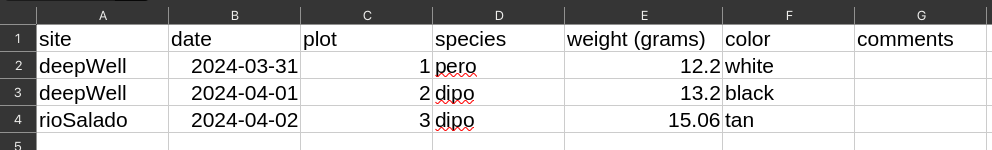 A B C D E F G
1 site date plot species weight (grams) color comments
2 deepWell 2024-03-31 1 pero 12.2 white
3 deepWell 2024-04-01 2 dipo 13.2 black
4 rioSalado 2024-04-02 3 dipo 15.06 tan
5